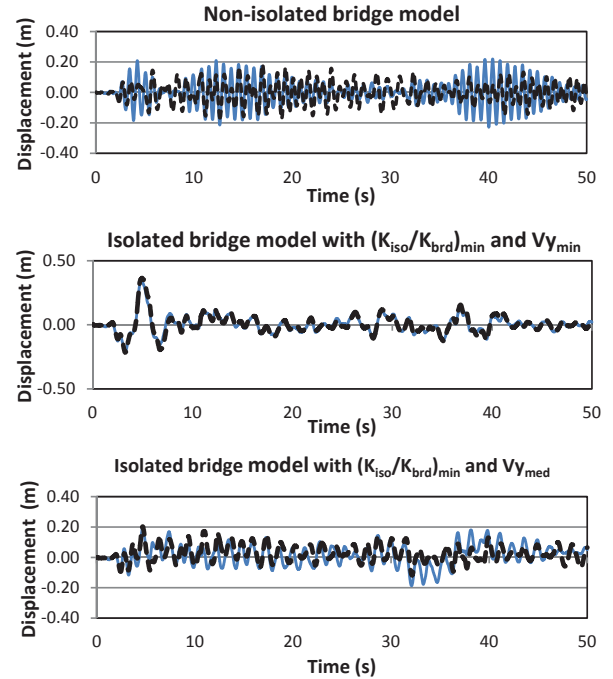 Non-isolated bridge model
Displacement (m)
0.40
0.20
0.00
-0.20
-0.40
0 10 20 30 40 50
Time (s)
Isolated bridge model with (Kiso/Kbrd)min and Vymin
Displacement (m)
0.50
0.00
-0.50
0 10 20 30 40 50
Time (s)
Isolated bridge model with (Kiso/Kbrd)min and Vymed
Displacement (m)
0.40
0.20
0.00
-0.20
-0.40
0 10 20 30 40 50
Time (s)